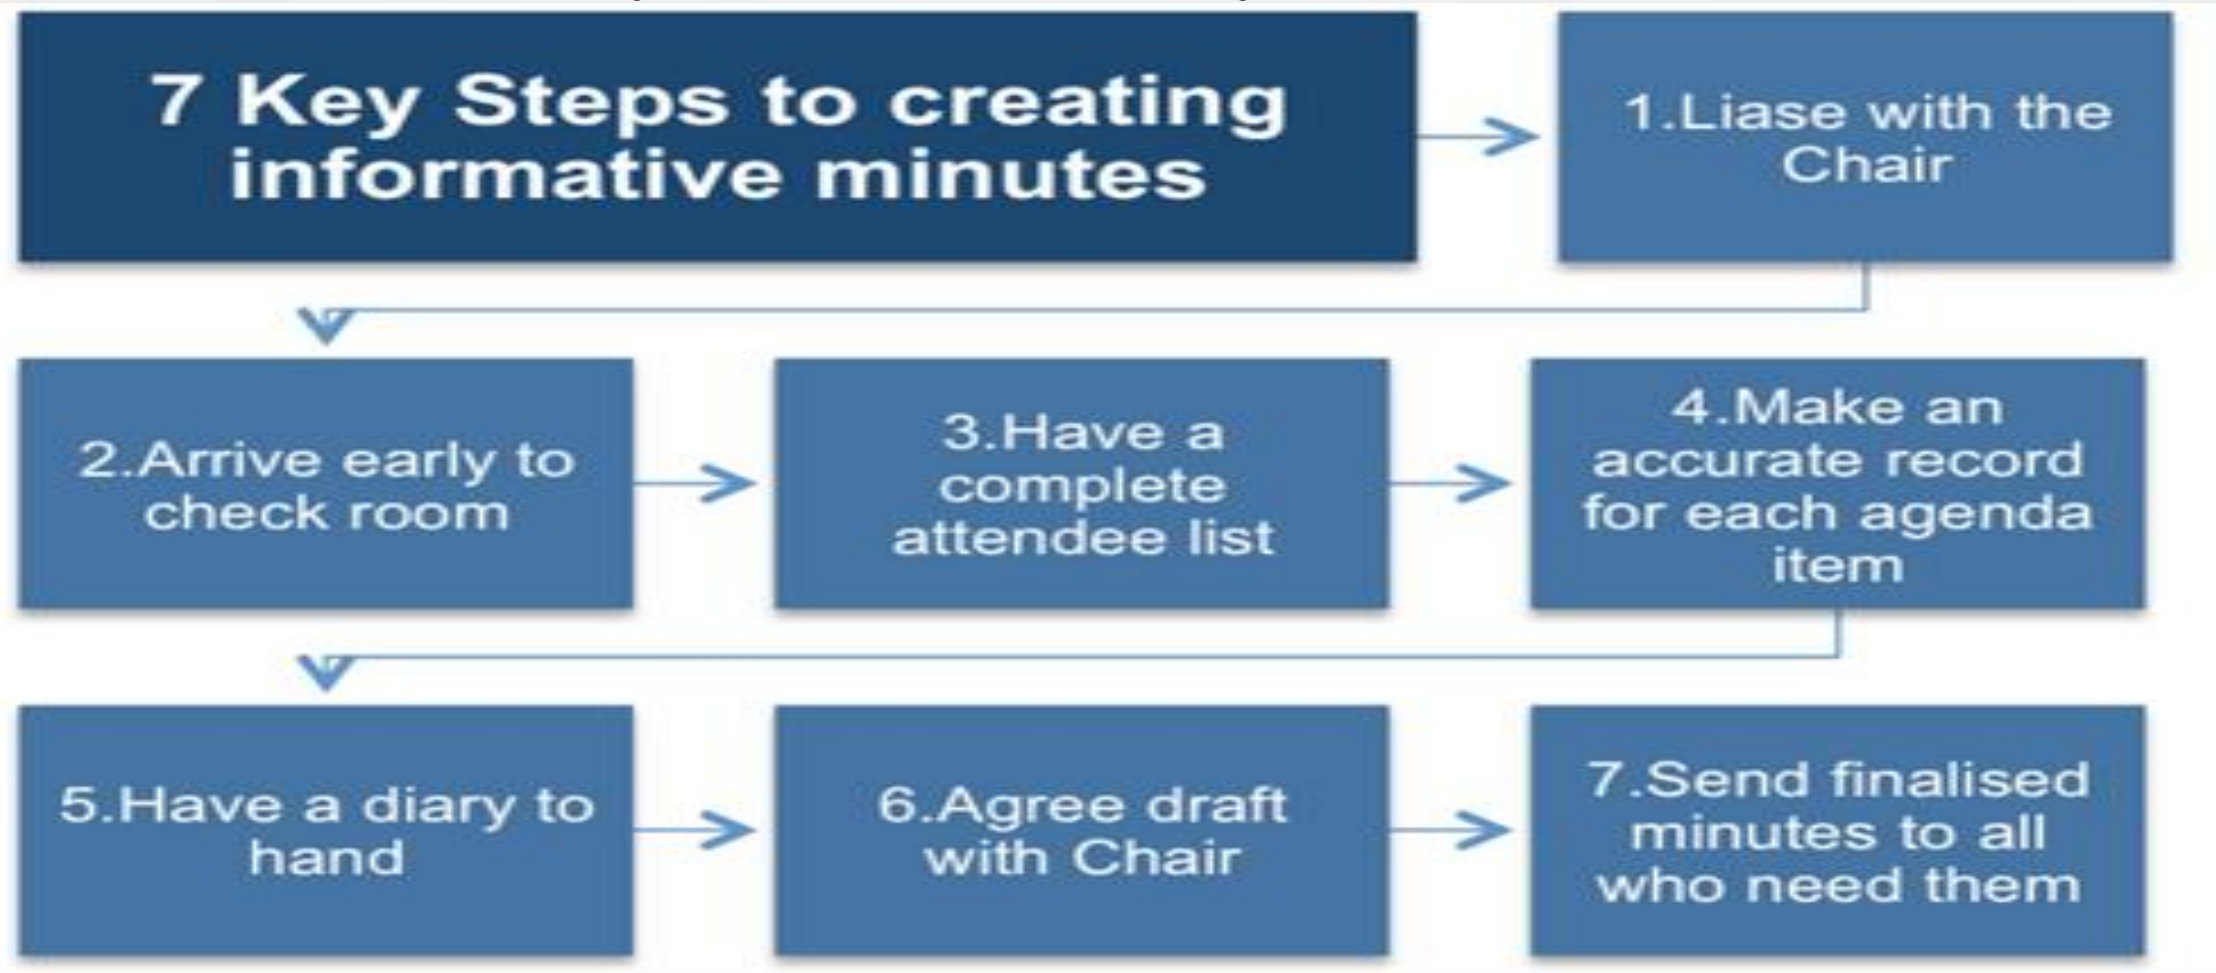 7 Key Steps to creating
informative minutes
1.Liase with the
Chair
2.Arrive early to
check room
3.Have a
complete
attendee list
4.Make an
accurate record
for each agenda
item
5.Have a diary to
hand
6.Agree draft
with Chair
7.Send finalised
minutes to all
who need them